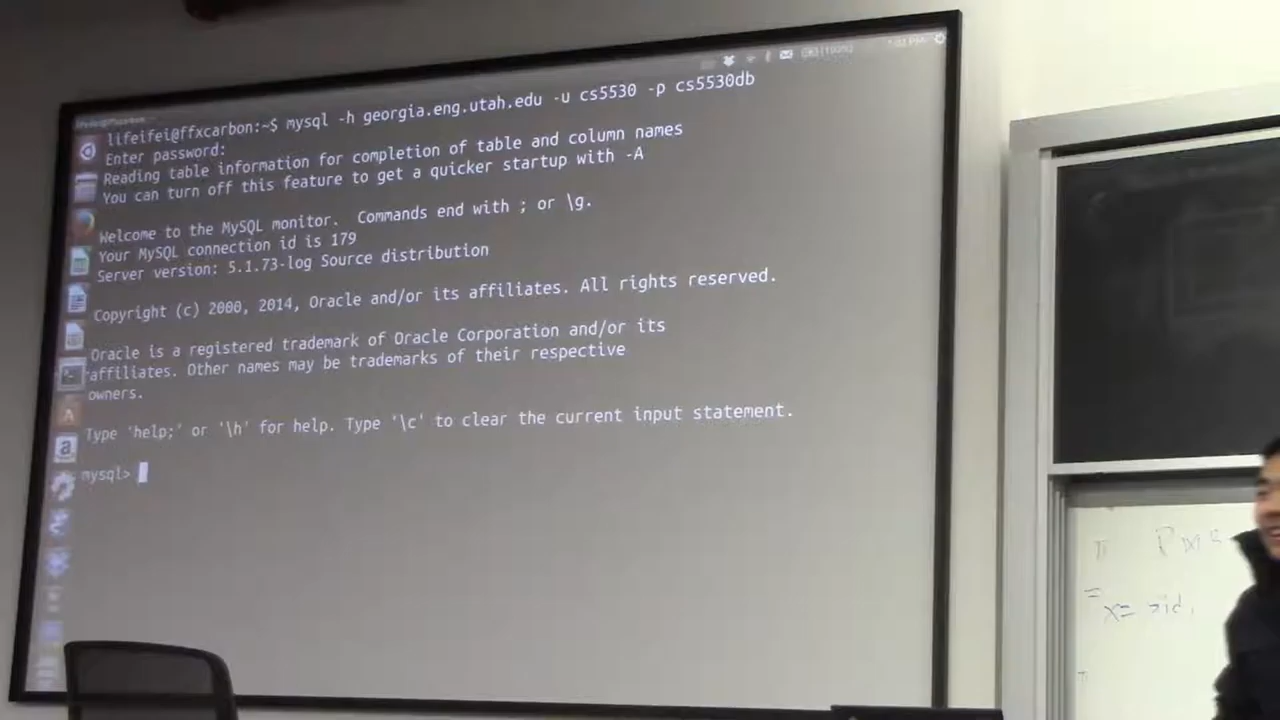 lifeifei@ffxcarbon:~$ mysql -h georgia.eng.utah.edu -u cs5530 -p cs5530db
Enter password:
Reading table information for completion of table and column names
You can turn off this feature to get a quicker startup with -A
Welcome to the MySQL monitor.  Commands end with ; or \g.
Your MySQL connection id is 179
Server version: 5.1.73-log Source distribution
Copyright (c) 2000, 2014, Oracle and/or its affiliates. All rights reserved.
Oracle is a registered trademark of Oracle Corporation and/or its
affiliates. Other names may be trademarks of their respective
owners.
Type 'help;' or '\h' for help. Type '\c' to clear the current input statement.
mysql>